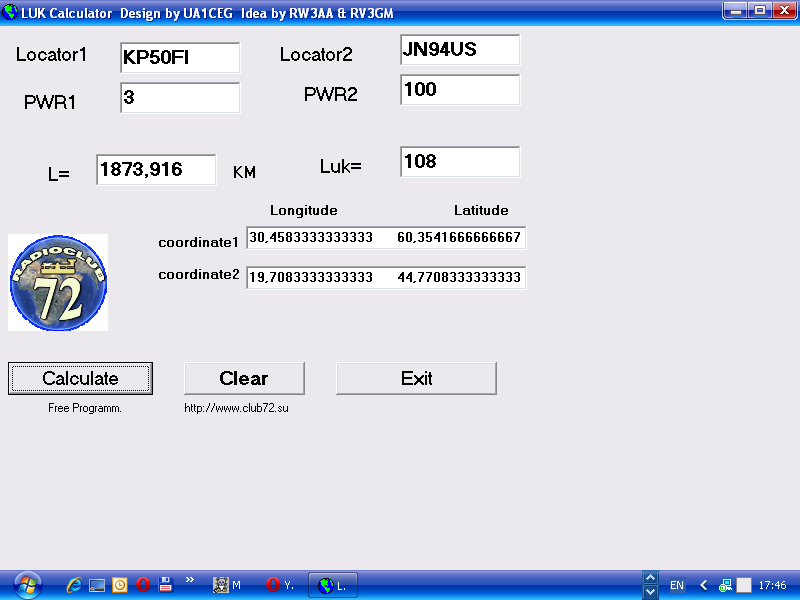 LUK Calculator Design by UA1CEG Idea by RW3AA & RV3GM
Locator1 KP50FI Locator2 JN94US
PWR1 3 PWR2 100
L= 1873,916 KM Luk= 108
Longitude Latitude
coordinate1 30,4583333333333 60,3541666666667
coordinate2 19,7083333333333 44,7708333333333
RADIOCLUB
72
Calculate Clear Exit
Free Programm. http://www.club72.su
» M Y. L. EN 17:46